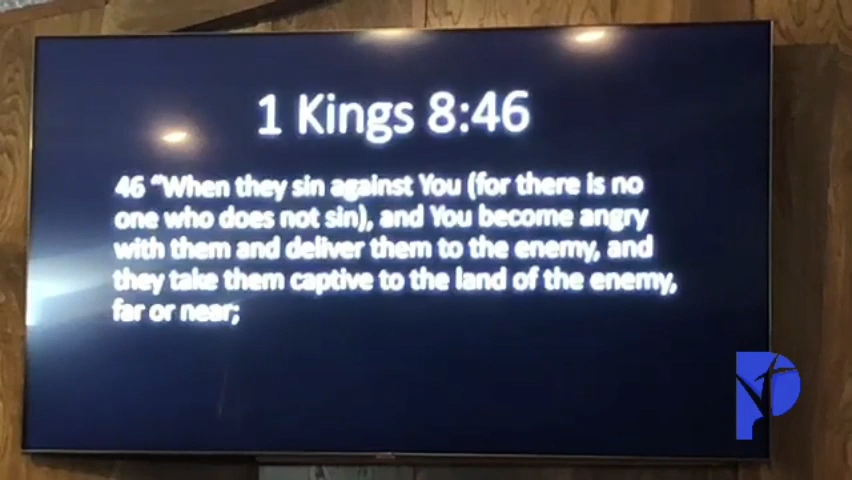 1 Kings 8:46
46 “When they sin against You (for there is no
one who does not sin), and You become angry
with them and deliver them to the enemy, and
they take them captive to the land of the enemy,
far or near;